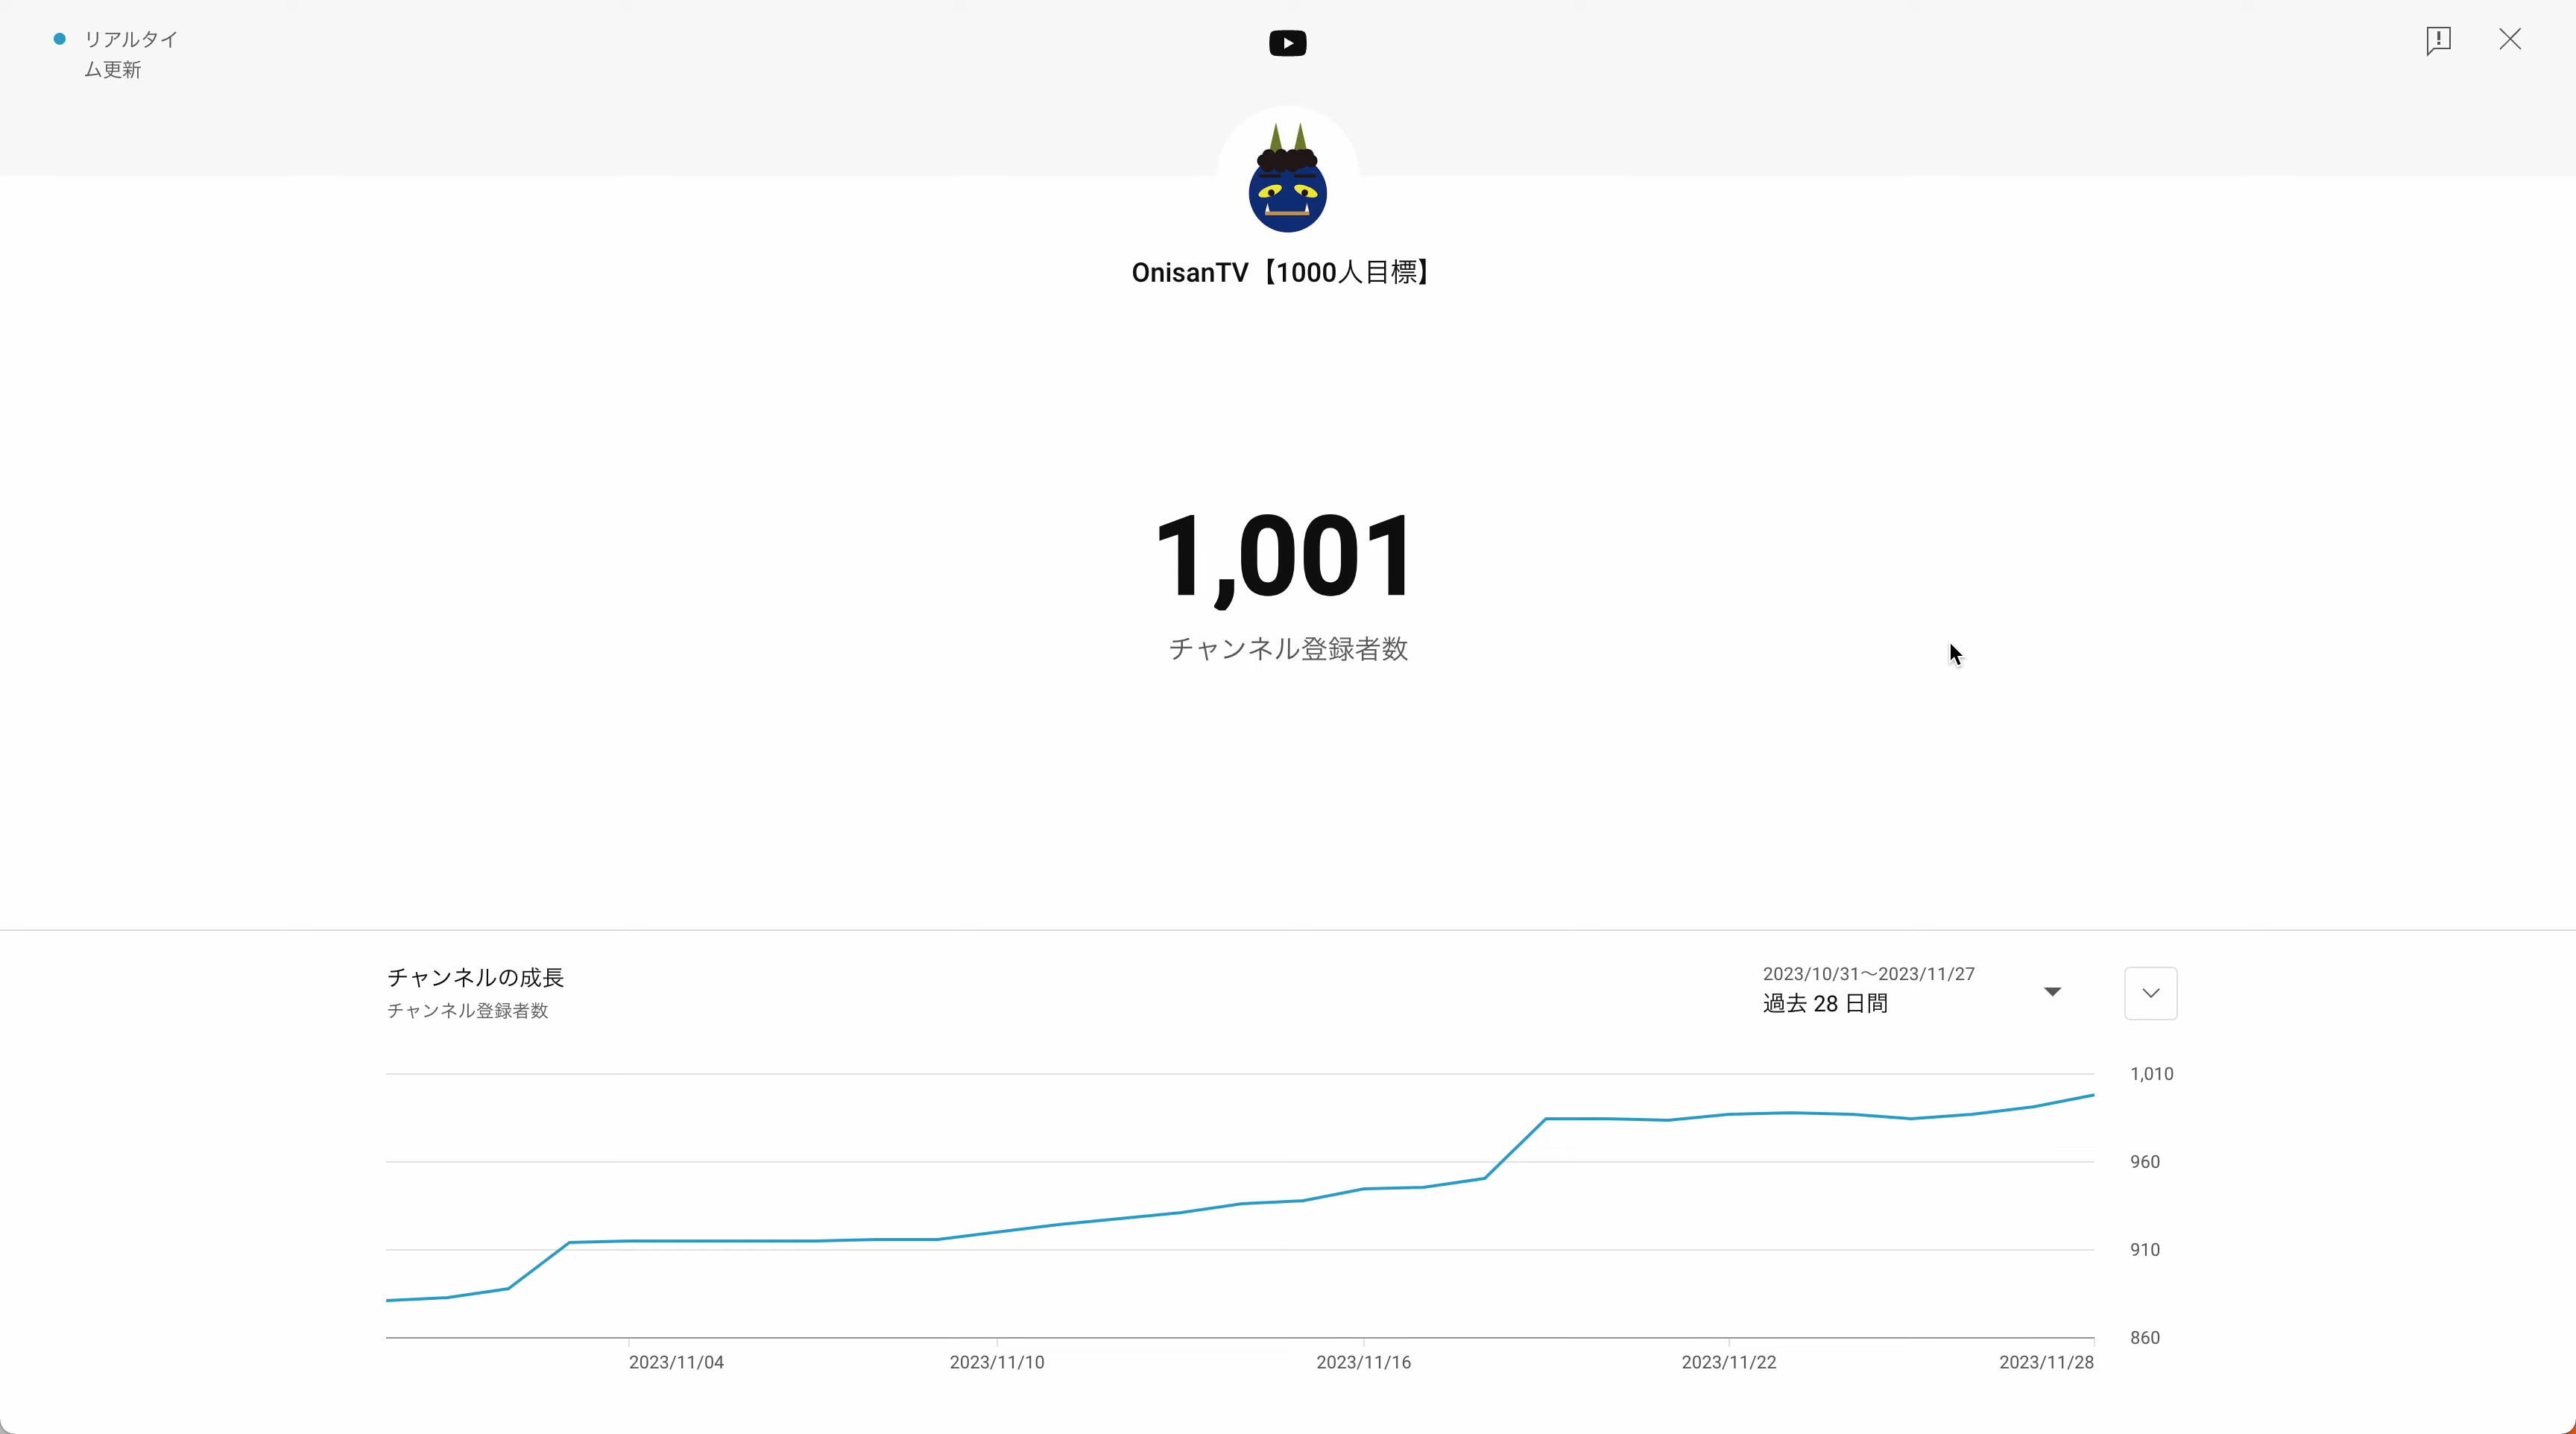 リアルタイ
ム更新
OnisanTV【1000人目標】
1,001
チャンネル登録者数
チャンネルの成長
チャンネル登録者数
2023/10/31〜2023/11/27
過去 28 日間
1,010
960
910
860
2023/11/04
2023/11/10
2023/11/16
2023/11/22
2023/11/28